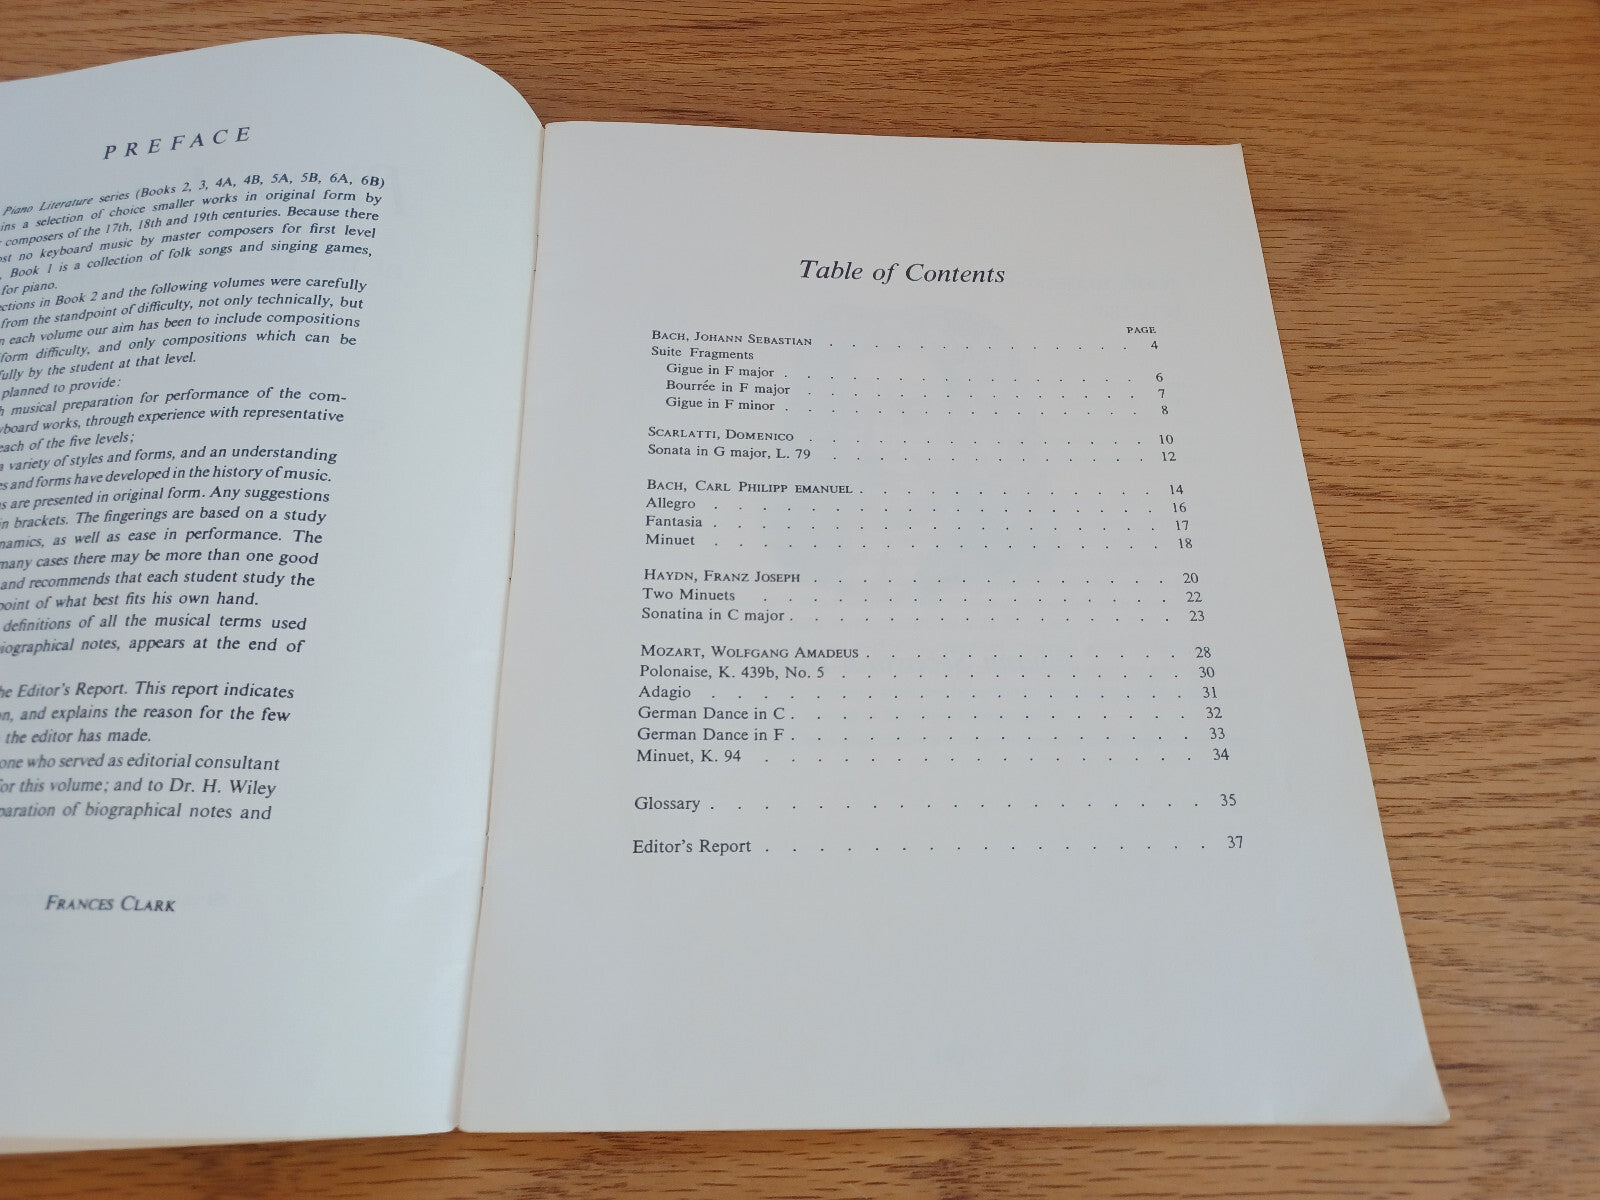 PREFACE
Piano Literature series (Books 2, 3, 4A, 4B, 5A, 5B, 6A, 6B)
a selection of choice smaller works in original form by
composers of the 17th, 18th and 19th centuries. Because there
no keyboard music by master composers for first level
Book 1 is a collection of folk songs and singing games,
for piano.
in Book 2 and the following volumes were carefully
from the standpoint of difficulty, not only technically, but
each volume our aim has been to include compositions
form difficulty, and only compositions which can be
fully by the student at that level.
planned to provide:
musical preparation for performance of the com-
board works, through experience with representative
each of the five levels;
a variety of styles and forms, and an understanding
and forms have developed in the history of music.
are presented in original form. Any suggestions
in brackets. The fingerings are based on a study
namics, as well as ease in performance. The
many cases there may be more than one good
and recommends that each student study the
point of what best fits his own hand.
definitions of all the musical terms used
biographical notes, appears at the end of
he Editor's Report. This report indicates
on, and explains the reason for the few
the editor has made.
one who served as editorial consultant
for this volume; and to Dr. H. Wiley
paration of biographical notes and
FRANCES CLARK
Table of Contents
PAGE
BACH, JOHANN SEBASTIAN . . . . . . . . . . . . 4
Suite Fragments
Gigue in F major . . . . . . . . . . . . . . 6
Bourrée in F major . . . . . . . . . . . . . 7
Gigue in F minor . . . . . . . . . . . . . . 8
SCARLATTI, DOMENICO . . . . . . . . . . . . . 10
Sonata in G major, L. 79 . . . . . . . . . . . . 12
BACH, CARL PHILIPP EMANUEL . . . . . . . . . . . 14
Allegro . . . . . . . . . . . . . . . . . 16
Fantasia . . . . . . . . . . . . . . . . . 17
Minuet . . . . . . . . . . . . . . . . . 18
HAYDN, FRANZ JOSEPH . . . . . . . . . . . . . 20
Two Minuets . . . . . . . . . . . . . . . 22
Sonatina in C major . . . . . . . . . . . . . . 23
MOZART, WOLFGANG AMADEUS . . . . . . . . . . . 28
Polonaise, K. 439b, No. 5 . . . . . . . . . . . . 30
Adagio . . . . . . . . . . . . . . . . . 31
German Dance in C . . . . . . . . . . . . . . 32
German Dance in F . . . . . . . . . . . . . . 33
Minuet, K. 94 . . . . . . . . . . . . . . . 34
Glossary . . . . . . . . . . . . . . . . . 35
Editor's Report . . . . . . . . . . . . . . . 37